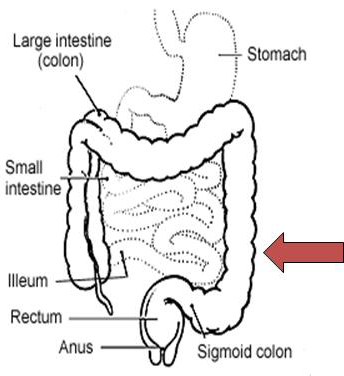 Large intestine
(colon)
Stomach
Small
intestine
Illeum
Rectum
Anus
Sigmoid colon